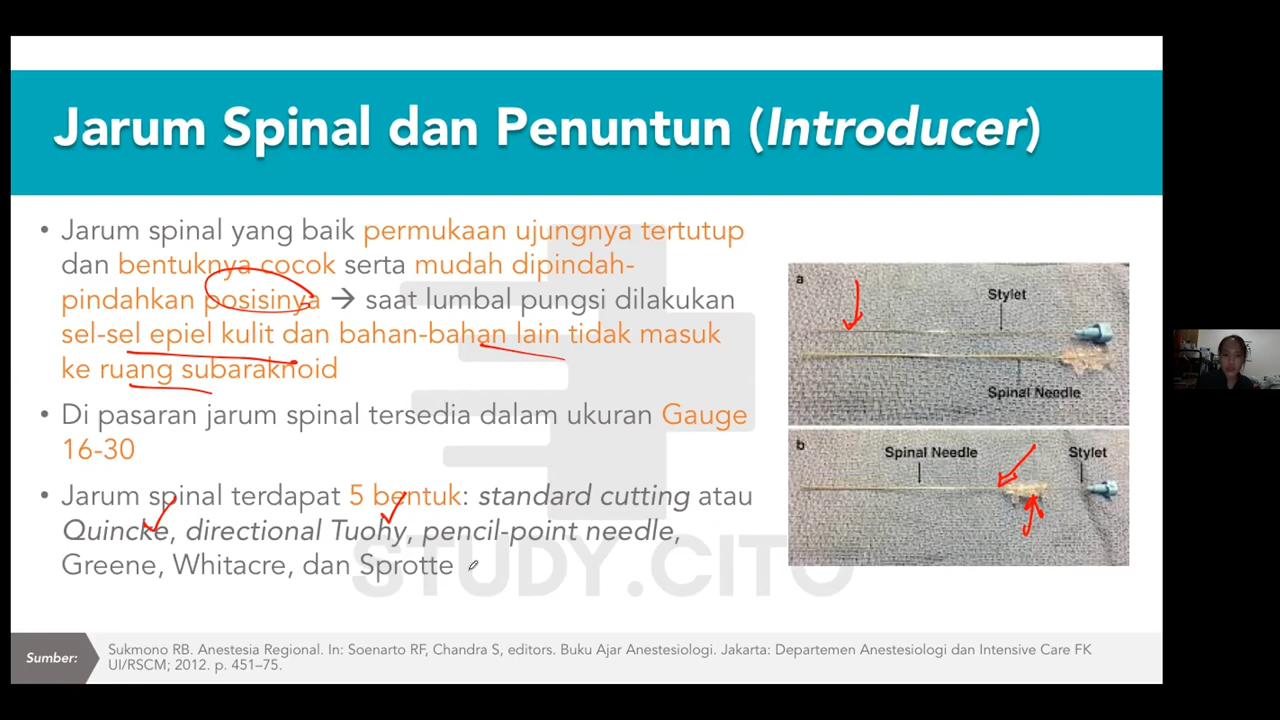 Jarum Spinal dan Penuntun (Introducer)
• Jarum spinal yang baik permukaan ujungnya tertutup
dan bentuknya cocok serta mudah dipindah-
pindahkan posisinya → saat lumbal pungsi dilakukan
sel-sel epiel kulit dan bahan-bahan lain tidak masuk
ke ruang subaraknoid
• Di pasaran jarum spinal tersedia dalam ukuran Gauge
16-30
• Jarum spinal terdapat 5 bentuk: standard cutting atau
Quincke, directional Tuohy, pencil-point needle,
Greene, Whitacre, dan Sprotte
STUDY.CITO
a
Stylet
Spinal Needle
b
Spinal Needle
Stylet
Sumber:
Sukmono RB. Anestesia Regional. In: Soenarto RF, Chandra S, editors. Buku Ajar Anestesiologi. Jakarta: Departemen Anestesiologi dan Intensive Care FK
UI/RSCM; 2012. p. 451–75.